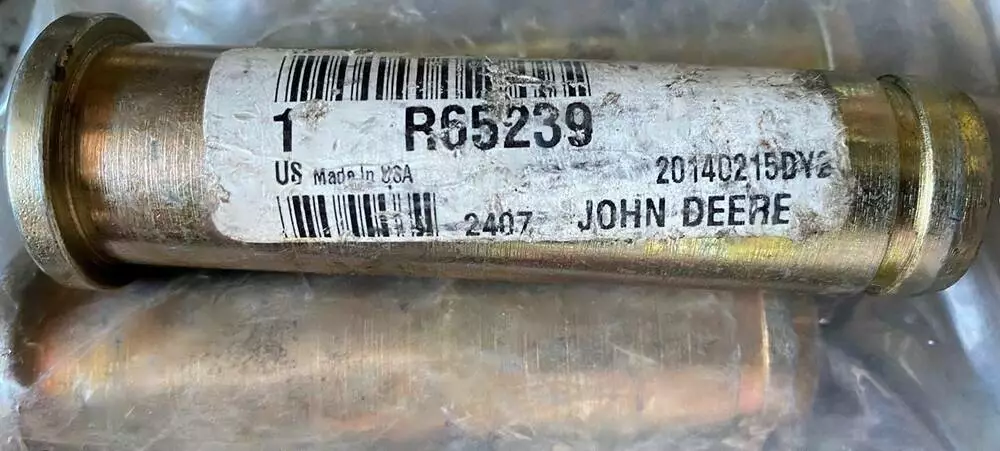 1 R65239
US Made in USA 20140215DY2
2407 JOHN DEERE